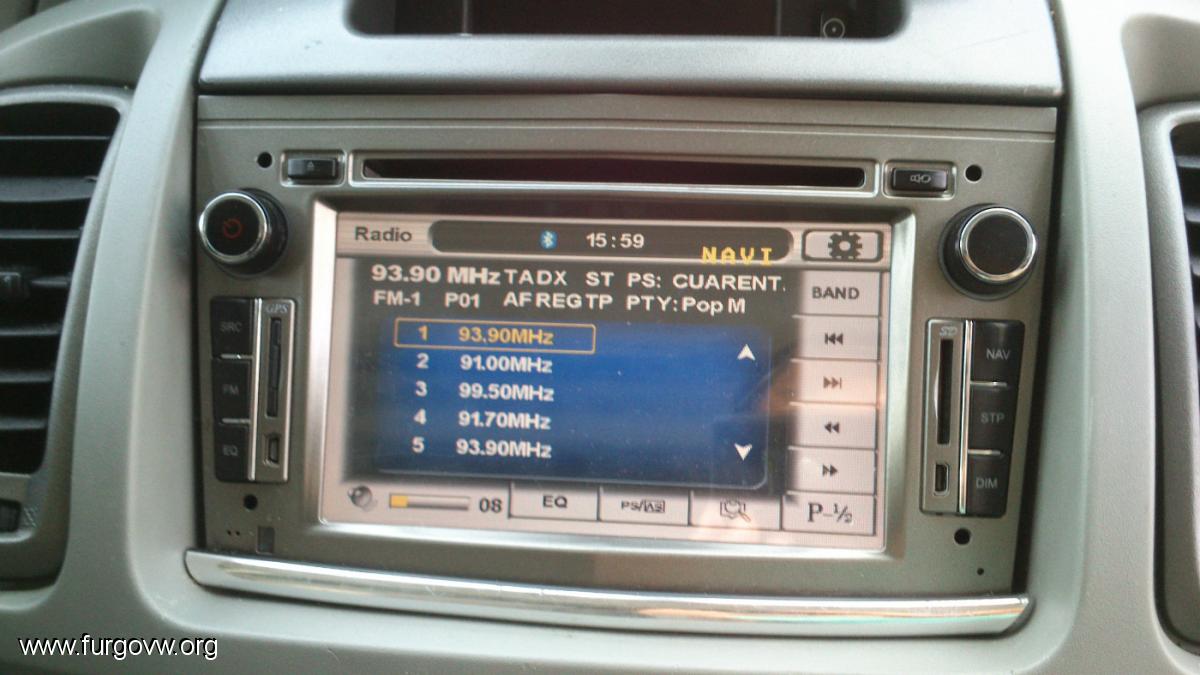 Radio
15:59
NAVI
93.90 MHz TADX ST PS: CUARENT.
FM-1 P01 AF REG TP PTY: Pop M
BAND
1 93.90MHz
2 91.00MHz
3 99.50MHz
4 91.70MHz
5 93.90MHz
08
EQ
PS/AS
P-½
SRC
GPS
FM
EQ
SD
NAV
STP
DIM
www.furgovw.org